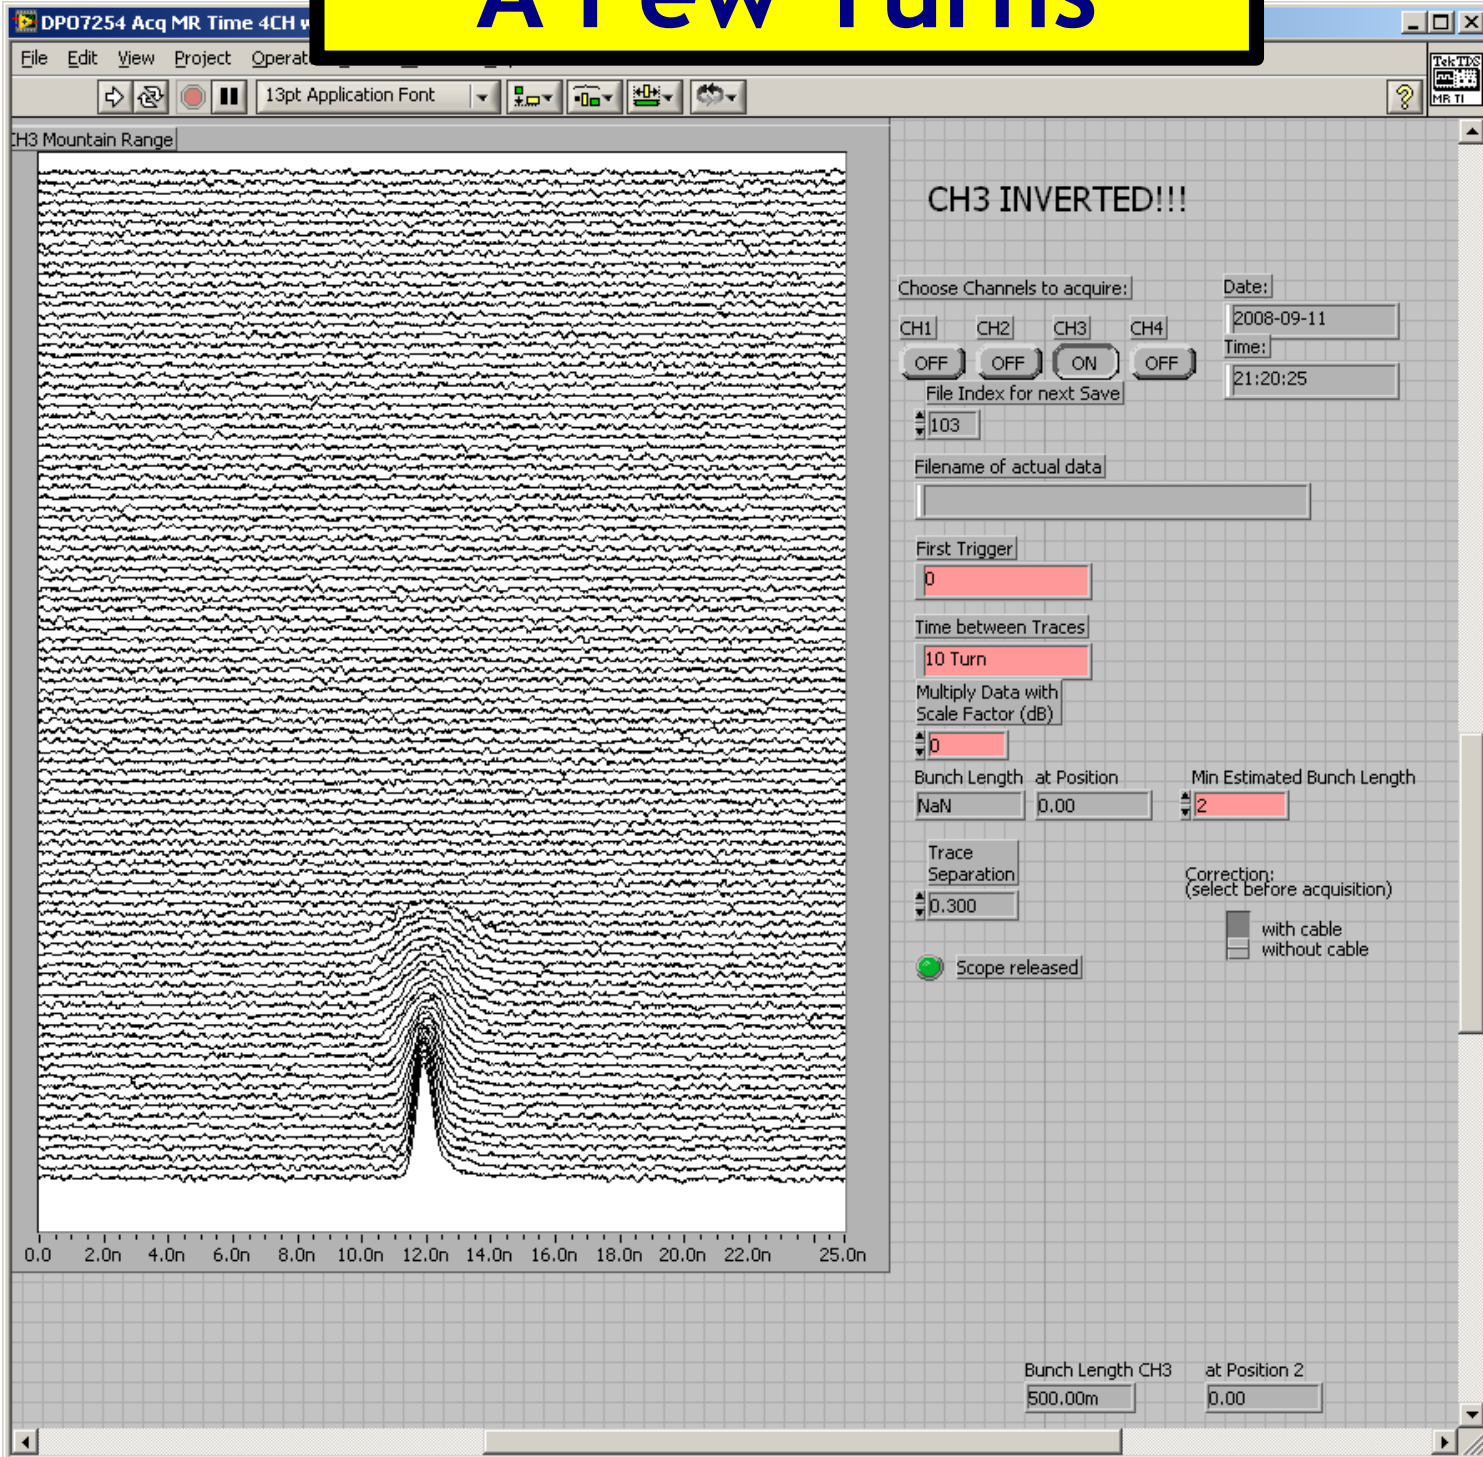 A Few Turns
DPO7254 Acq MR Time 4CH w
File Edit View Project Operat
13pt Application Font
TekTDS
MR TI
CH3 Mountain Range
CH3 INVERTED!!!
Choose Channels to acquire:
CH1 CH2 CH3 CH4
OFF OFF ON OFF
Date:
2008-09-11
Time:
21:20:25
File Index for next Save
103
Filename of actual data
First Trigger
0
Time between Traces
10 Turn
Multiply Data with
Scale Factor (dB)
0
Bunch Length at Position Min Estimated Bunch Length
NaN 0.00 2
Trace
Separation
0.300
Correction:
(select before acquisition)
with cable
without cable
Scope released
0.0 2.0n 4.0n 6.0n 8.0n 10.0n 12.0n 14.0n 16.0n 18.0n 20.0n 22.0n 25.0n
Bunch Length CH3 at Position 2
500.00m 0.00